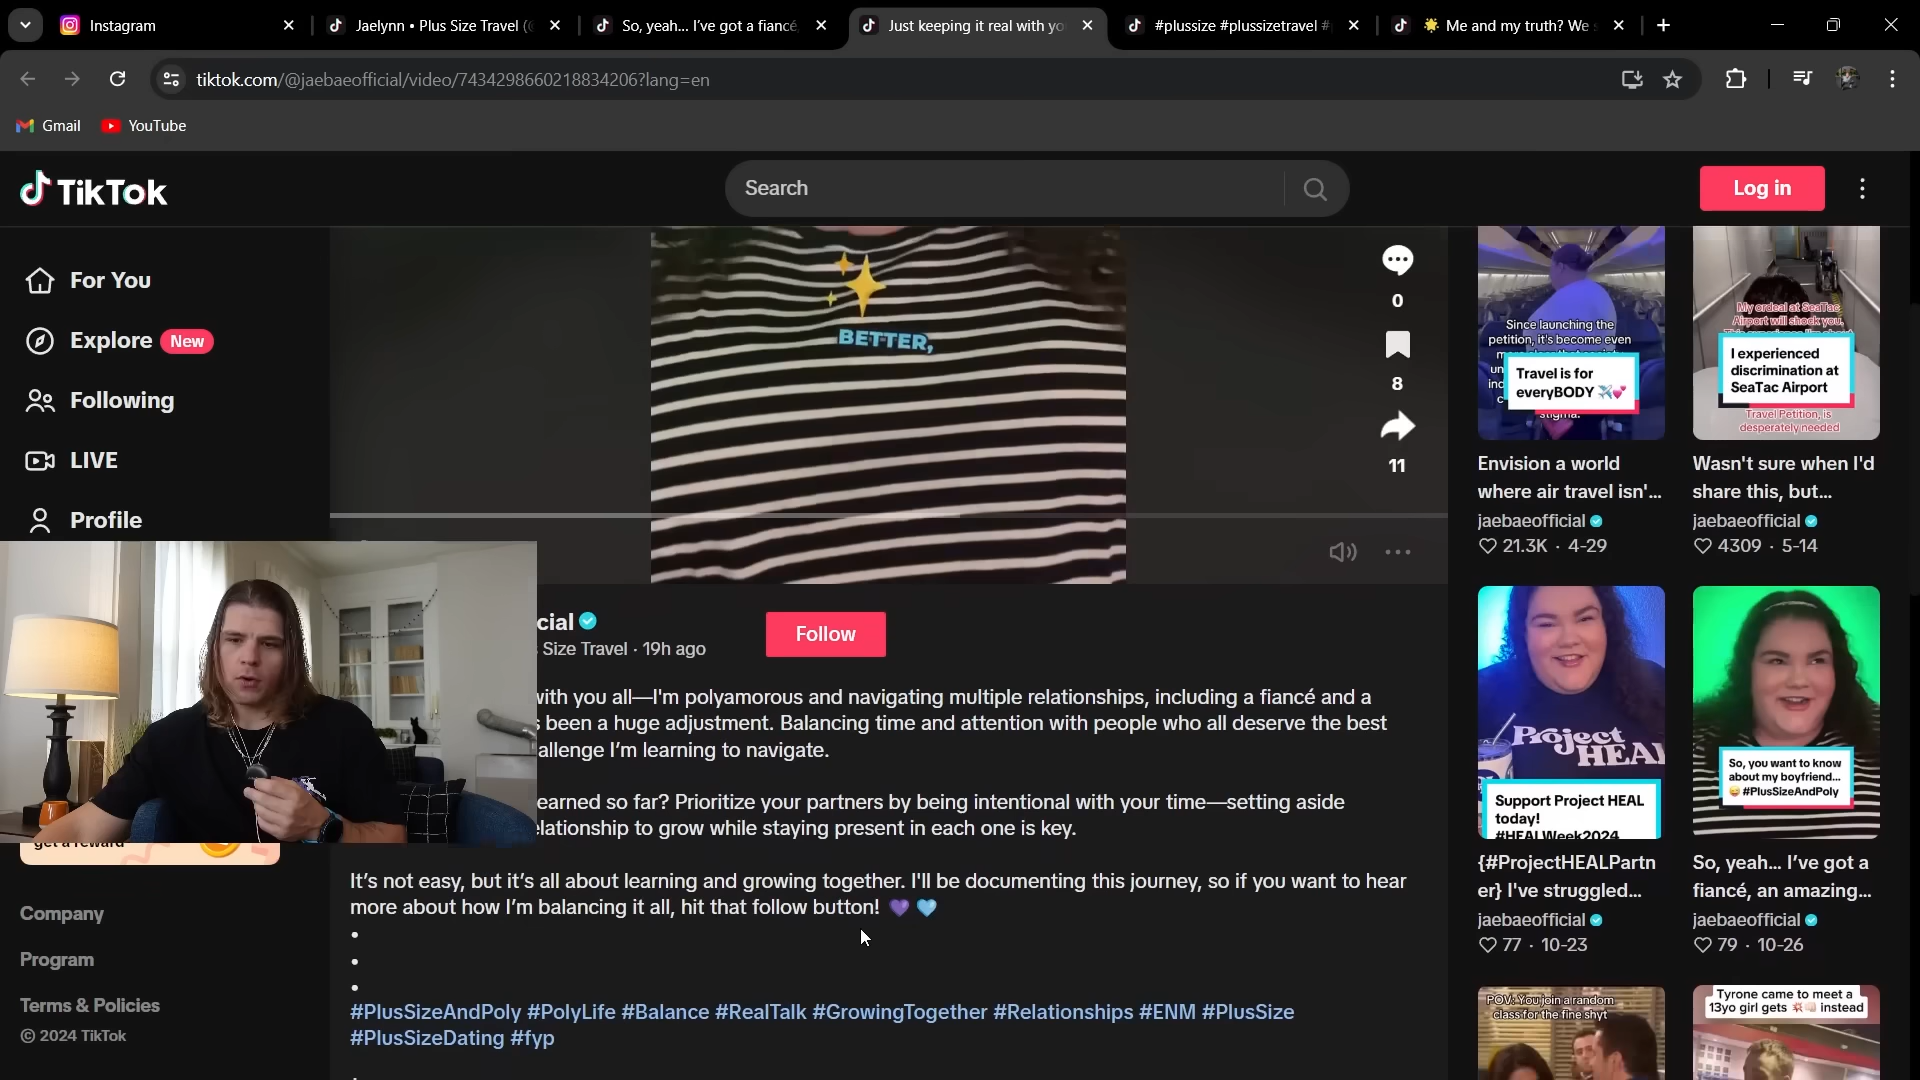 Instagram
Jaelynn • Plus Size Travel (
So, yeah... I've got a fiancé
Just keeping it real with yo
#plussize #plussizetravel #
🌟 Me and my truth? We
tiktok.com/@jaebaeofficial/video/7434298660218834206?lang=en
Gmail
YouTube
TikTok
Search
Log in
For You
Explore
New
Following
LIVE
Profile
BETTER,
0
8
11
Since launching the
petition, it's become even
Travel is for
everyBODY ✈️💕
stigma.
Envision a world
where air travel isn'...
jaebaeofficial
21.3K · 4-29
My ordeal at SeaTac
Airport will shock you.
I experienced
discrimination at
SeaTac Airport
Travel Petition, is
desperately needed
Wasn't sure when I'd
share this, but...
jaebaeofficial
4309 · 5-14
cial
Size Travel · 19h ago
Follow
with you all—I'm polyamorous and navigating multiple relationships, including a fiancé and a
been a huge adjustment. Balancing time and attention with people who all deserve the best
allenge I'm learning to navigate.
earned so far? Prioritize your partners by being intentional with your time—setting aside
elationship to grow while staying present in each one is key.
It's not easy, but it's all about learning and growing together. I'll be documenting this journey, so if you want to hear
more about how I'm balancing it all, hit that follow button! 💜 🩵
•
•
•
#PlusSizeAndPoly #PolyLife #Balance #RealTalk #GrowingTogether #Relationships #ENM #PlusSize
#PlusSizeDating #fyp
get a reward
Company
Program
Terms & Policies
© 2024 TikTok
Project
HEAL
Support Project HEAL
today!
#HEALWeek2024
{#ProjectHEALPartn
er} I've struggled...
jaebaeofficial
77 · 10-23
So, you want to know
about my boyfriend...
😅 #PlusSizeAndPoly
So, yeah... I've got a
fiancé, an amazing...
jaebaeofficial
79 · 10-26
POV: You join a random
class for the fine shyt
Tyrone came to meet a
13yo girl gets 💥👊🏻 instead